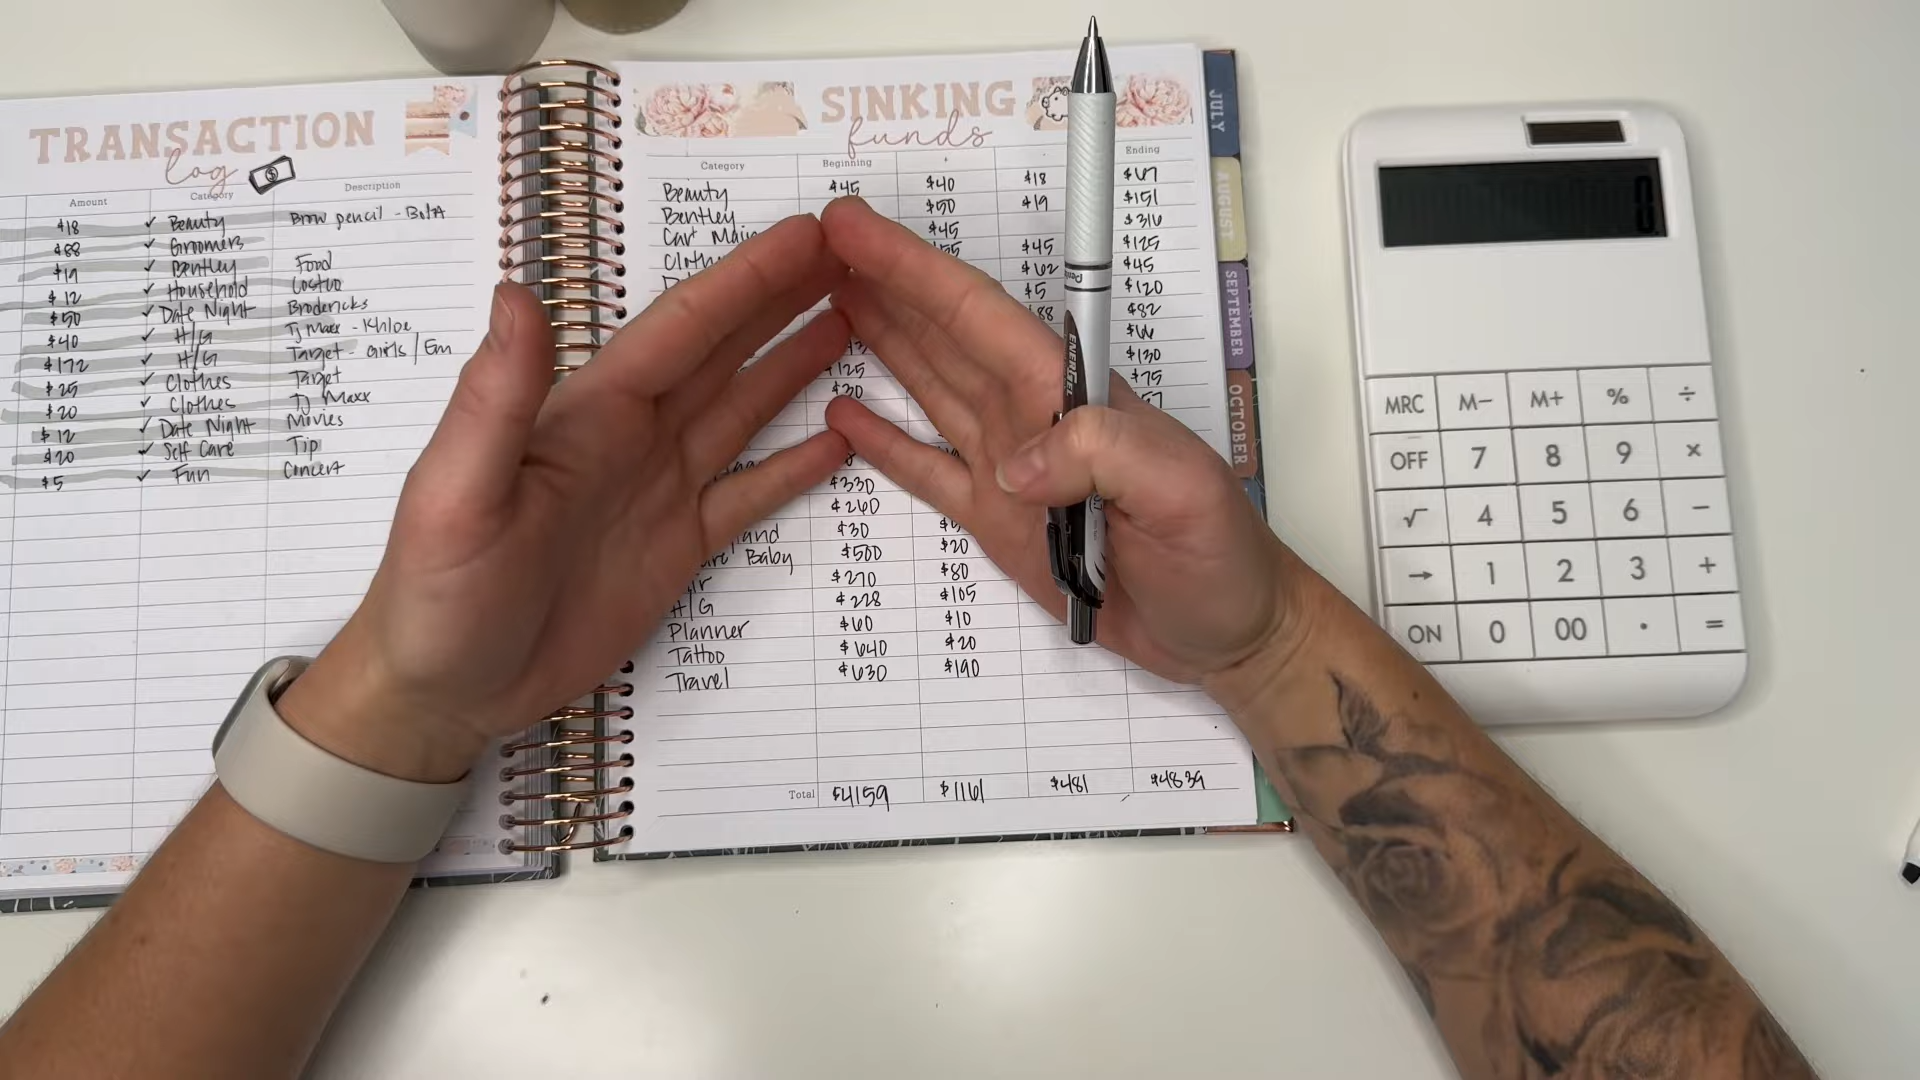 TRANSACTION
log
Amount Category Description
$18 ✓ Beauty Brow pencil - BofA
$88 ✓ Groomers
$19 ✓ Bentley Food
$12 ✓ Household Costco
$50 ✓ Date Night Brodericks
$40 ✓ H/G Tj Maxx - Khloe
$172 ✓ H/G Target - Girls / Em
$25 ✓ Clothes Target
$20 ✓ Clothes Tj Maxx
$12 ✓ Date Night Movies
$20 ✓ Self Care Tip
$5 ✓ Fun Concert
SINKING
funds
Category Beginning Ending
Beauty $45 $40 $18 $67
Bentley $50 $19 $151
Car $45 $316
$45 $125
$62 $45
$5 $120
$82
$66
$125 $130
$30 $75
$330
$260
$30
Baby $500 $20
$270 $80
H/G $228 $105
Planner $60 $10
Tattoo $640 $20
Travel $630 $190
Total $4159 $1161 $481 $4839
JULY
AUGUST
SEPTEMBER
OCTOBER
ENERGEL
MRC M− M+ % ÷
OFF 7 8 9 ×
√ 4 5 6 −
→ 1 2 3 +
ON 0 00 . =